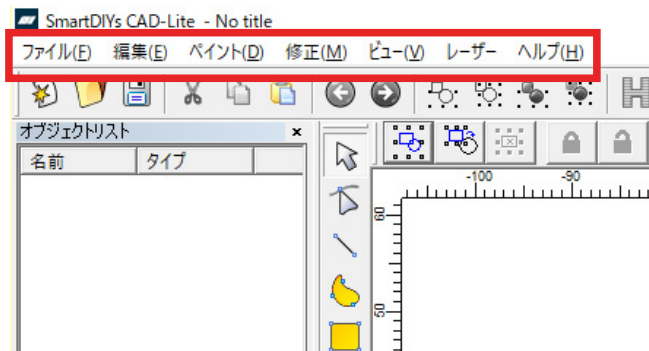 SmartDIYs CAD-Lite - No title
ファイル(F) 編集(E) ペイント(D) 修正(M) ビュー(V) レーザー ヘルプ(H)
オブジェクトリスト
名前 タイプ
-100 -90
60
50